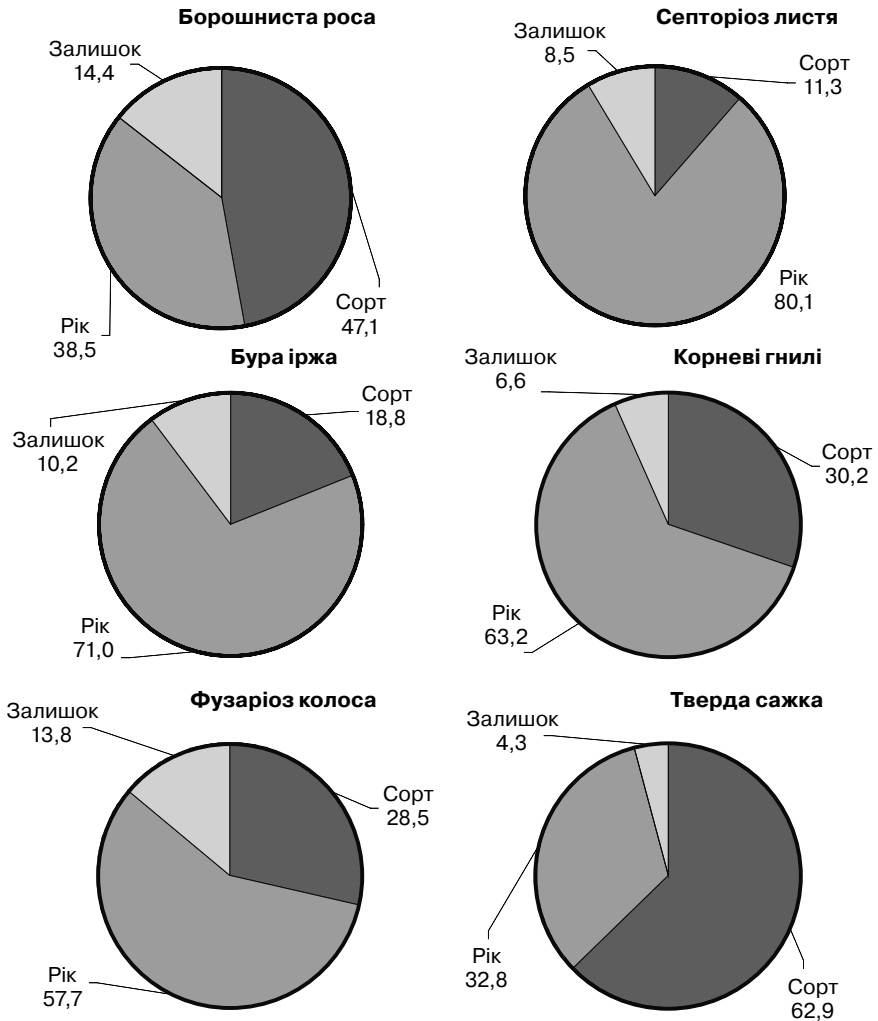 Борошниста роса
Залишок
14,4
Сорт
47,1
Рік
38,5
Септоріоз листя
Залишок
8,5
Сорт
11,3
Рік
80,1
Бура іржа
Залишок
10,2
Сорт
18,8
Рік
71,0
Корневі гнилі
Залишок
6,6
Сорт
30,2
Рік
63,2
Фузаріоз колоса
Залишок
13,8
Сорт
28,5
Рік
57,7
Тверда сажка
Залишок
4,3
Рік
32,8
Сорт
62,9